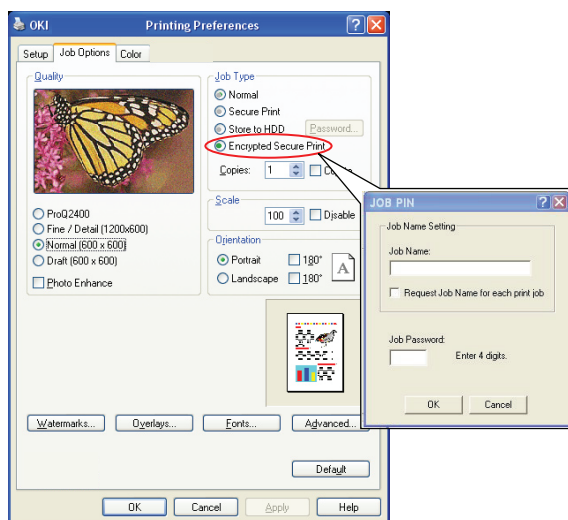 OKI Printing Preferences
Setup Job Options Color
Quality
ProQ2400
Fine / Detail (1200x600)
Normal (600 x 600)
Draft (600 x 600)
Photo Enhance
Job Type
Normal
Secure Print
Store to HDD Password...
Encrypted Secure Print
Copies: 1
Scale
100 Disable
Orientation
Portrait 180°
Landscape 180°
A
Watermarks... Overlays... Fonts... Advanced...
Default
OK Cancel Apply Help
JOB PIN
Job Name Setting
Job Name:
Request Job Name for each print job
Job Password:
Enter 4 digits.
OK Cancel